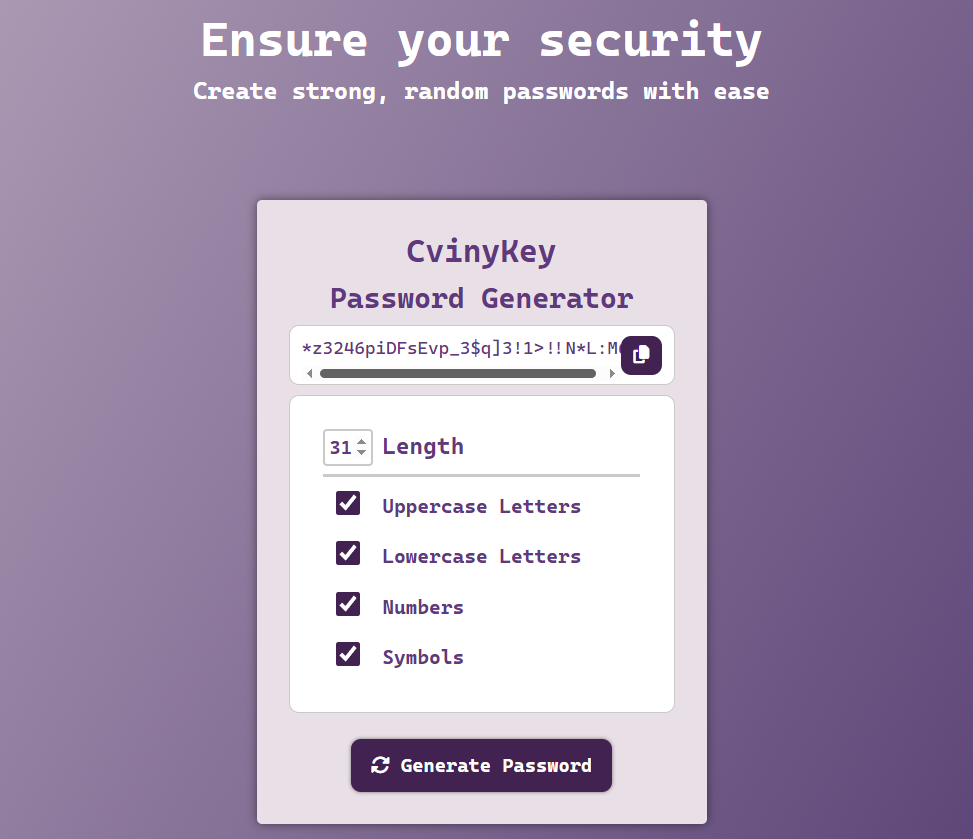 Ensure your security
Create strong, random passwords with ease
CvinyKey
Password Generator
*z3246piDFsEvp_3$q]3!1>!!N*L:M
31 Length
Uppercase Letters
Lowercase Letters
Numbers
Symbols
Generate Password